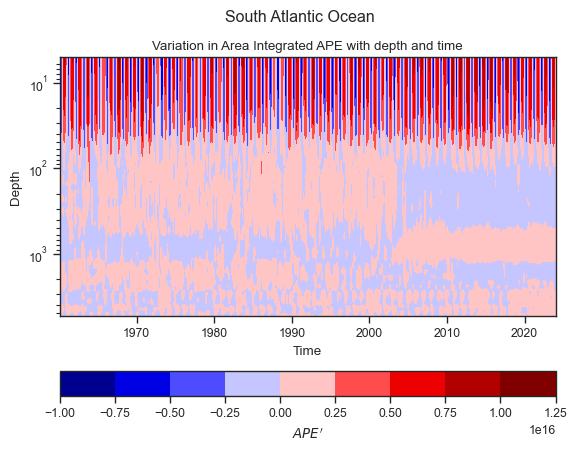 South Atlantic Ocean
Variation in Area Integrated APE with depth and time
10¹
10²
10³
Depth
1970 1980 1990 2000 2010 2020
Time
−1.00 −0.75 −0.50 −0.25 0.00 0.25 0.50 0.75 1.00 1.25
1e16
APE′